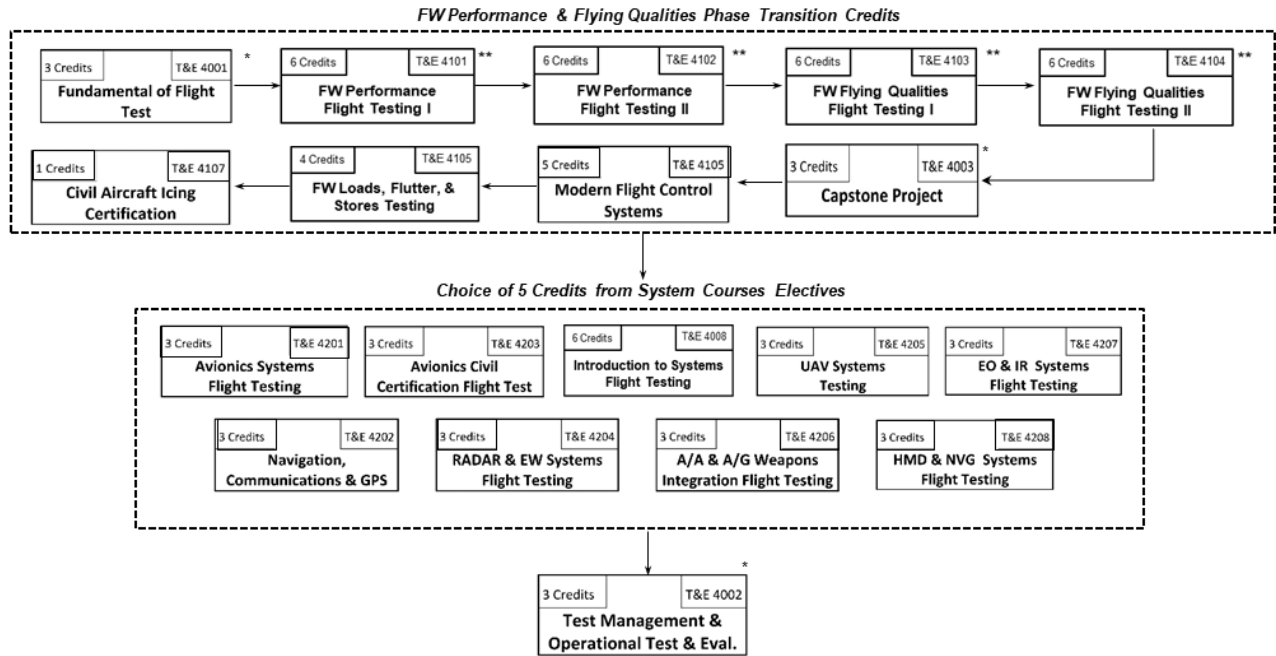 FW Performance & Flying Qualities Phase Transition Credits
3 Credits
T&E 4001
*
Fundamental of Flight
Test
6 Credits
T&E 4101
**
FW Performance
Flight Testing I
6 Credits
T&E 4102
**
FW Performance
Flight Testing II
6 Credits
T&E 4103
**
FW Flying Qualities
Flight Testing I
6 Credits
T&E 4104
**
FW Flying Qualities
Flight Testing II
1 Credits
T&E 4107
Civil Aircraft Icing
Certification
4 Credits
T&E 4105
FW Loads, Flutter, &
Stores Testing
5 Credits
T&E 4105
Modern Flight Control
Systems
3 Credits
T&E 4003
*
Capstone Project
Choice of 5 Credits from System Courses Electives
3 Credits
T&E 4201
Avionics Systems
Flight Testing
3 Credits
T&E 4203
Avionics Civil
Certification Flight Test
6 Credits
T&E 4008
Introduction to Systems
Flight Testing
3 Credits
T&E 4205
UAV Systems
Testing
3 Credits
T&E 4207
EO & IR Systems
Flight Testing
3 Credits
T&E 4202
Navigation,
Communications & GPS
3 Credits
T&E 4204
RADAR & EW Systems
Flight Testing
3 Credits
T&E 4206
A/A & A/G Weapons
Integration Flight Testing
3 Credits
T&E 4208
HMD & NVG Systems
Flight Testing
3 Credits
T&E 4002
*
Test Management &
Operational Test & Eval.